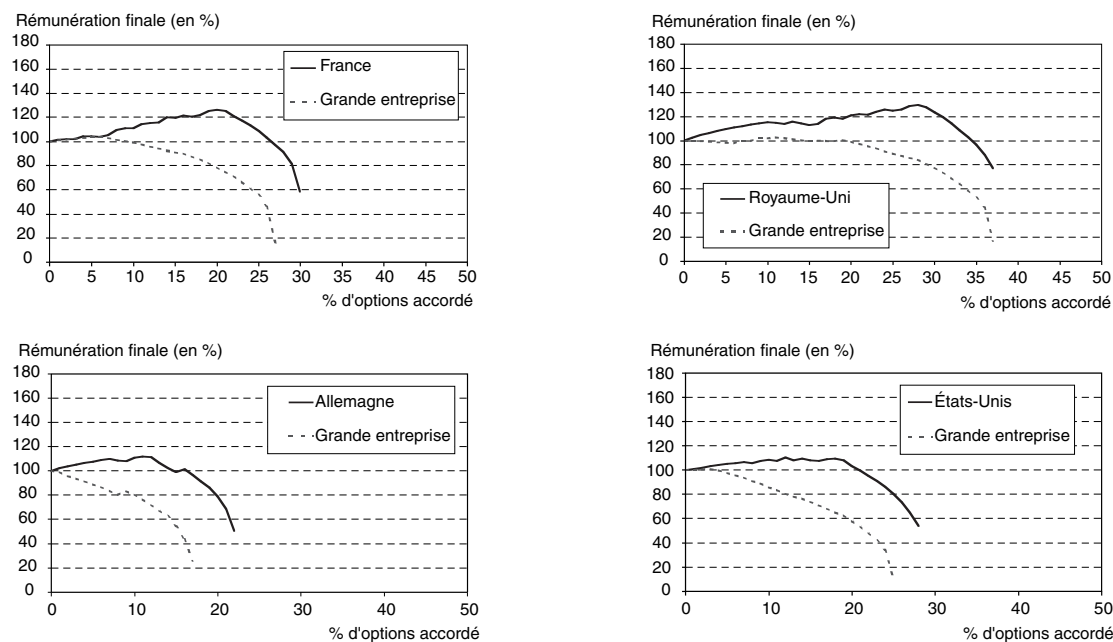 Rémunération finale (en %)
180
160
140
120
100
80
60
40
20
0
France
Grande entreprise
0 5 10 15 20 25 30 35 40 45 50
% d'options accordé
Rémunération finale (en %)
180
160
140
120
100
80
60
40
20
0
Royaume-Uni
Grande entreprise
0 10 20 30 40 50
% d'options accordé
Rémunération finale (en %)
180
160
140
120
100
80
60
40
20
0
Allemagne
Grande entreprise
0 10 20 30 40 50
% d'options accordé
Rémunération finale (en %)
180
160
140
120
100
80
60
40
20
0
États-Unis
Grande entreprise
0 10 20 30 40 50
% d'options accordé